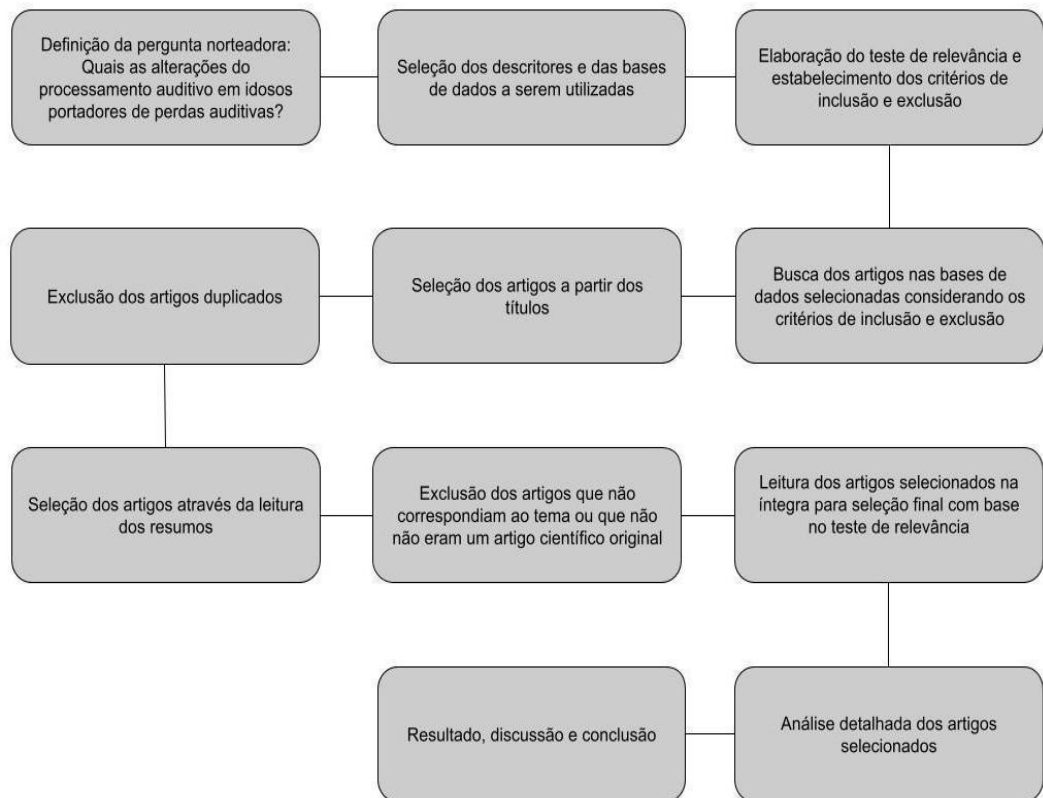 Definição da pergunta norteadora:
Quais as alterações do
processamento auditivo em idosos
portadores de perdas auditivas?
Seleção dos descritores e das bases
de dados a serem utilizadas
Elaboração do teste de relevância e
estabelecimento dos critérios de
inclusão e exclusão
Busca dos artigos nas bases de
dados selecionadas considerando os
critérios de inclusão e exclusão
Seleção dos artigos a partir dos
títulos
Exclusão dos artigos duplicados
Seleção dos artigos através da leitura
dos resumos
Exclusão dos artigos que não
correspondiam ao tema ou que não
não eram um artigo científico original
Leitura dos artigos selecionados na
íntegra para seleção final com base
no teste de relevância
Análise detalhada dos artigos
selecionados
Resultado, discussão e conclusão